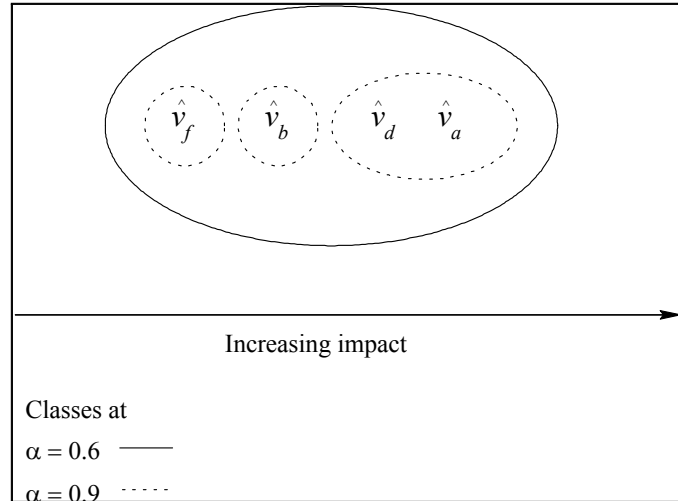 v̂_f v̂_b v̂_d v̂_a
Increasing impact
Classes at
α = 0.6
α = 0.9